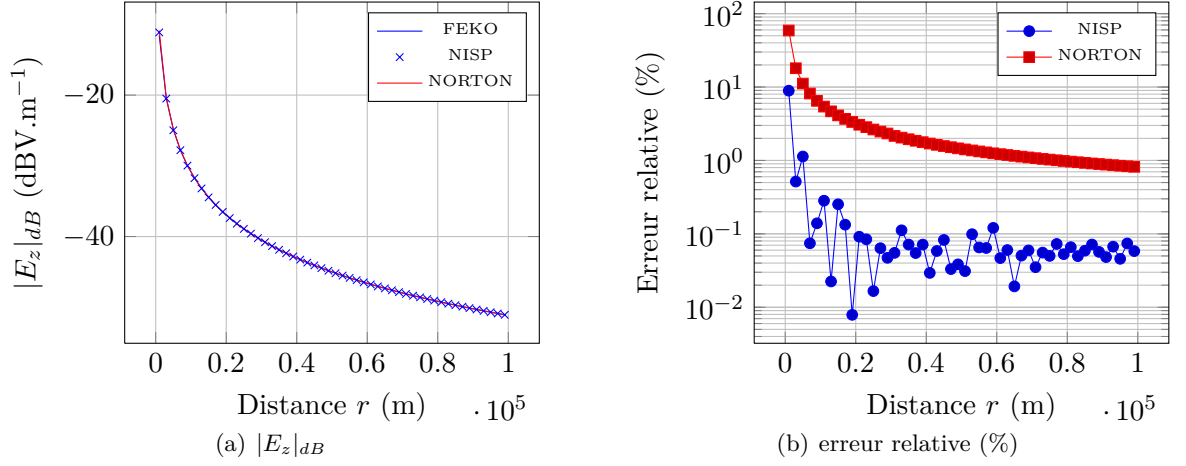 FEKO
NISP
NORTON
−20
−40
|E_z|_{dB} (dBV.m^{−1})
0 0.2 0.4 0.6 0.8 1
Distance r (m) · 10^5
(a) |E_z|_{dB}
NISP
NORTON
10^2
10^1
10^0
10^{−1}
10^{−2}
Erreur relative (%)
0 0.2 0.4 0.6 0.8 1
Distance r (m) · 10^5
(b) erreur relative (%)